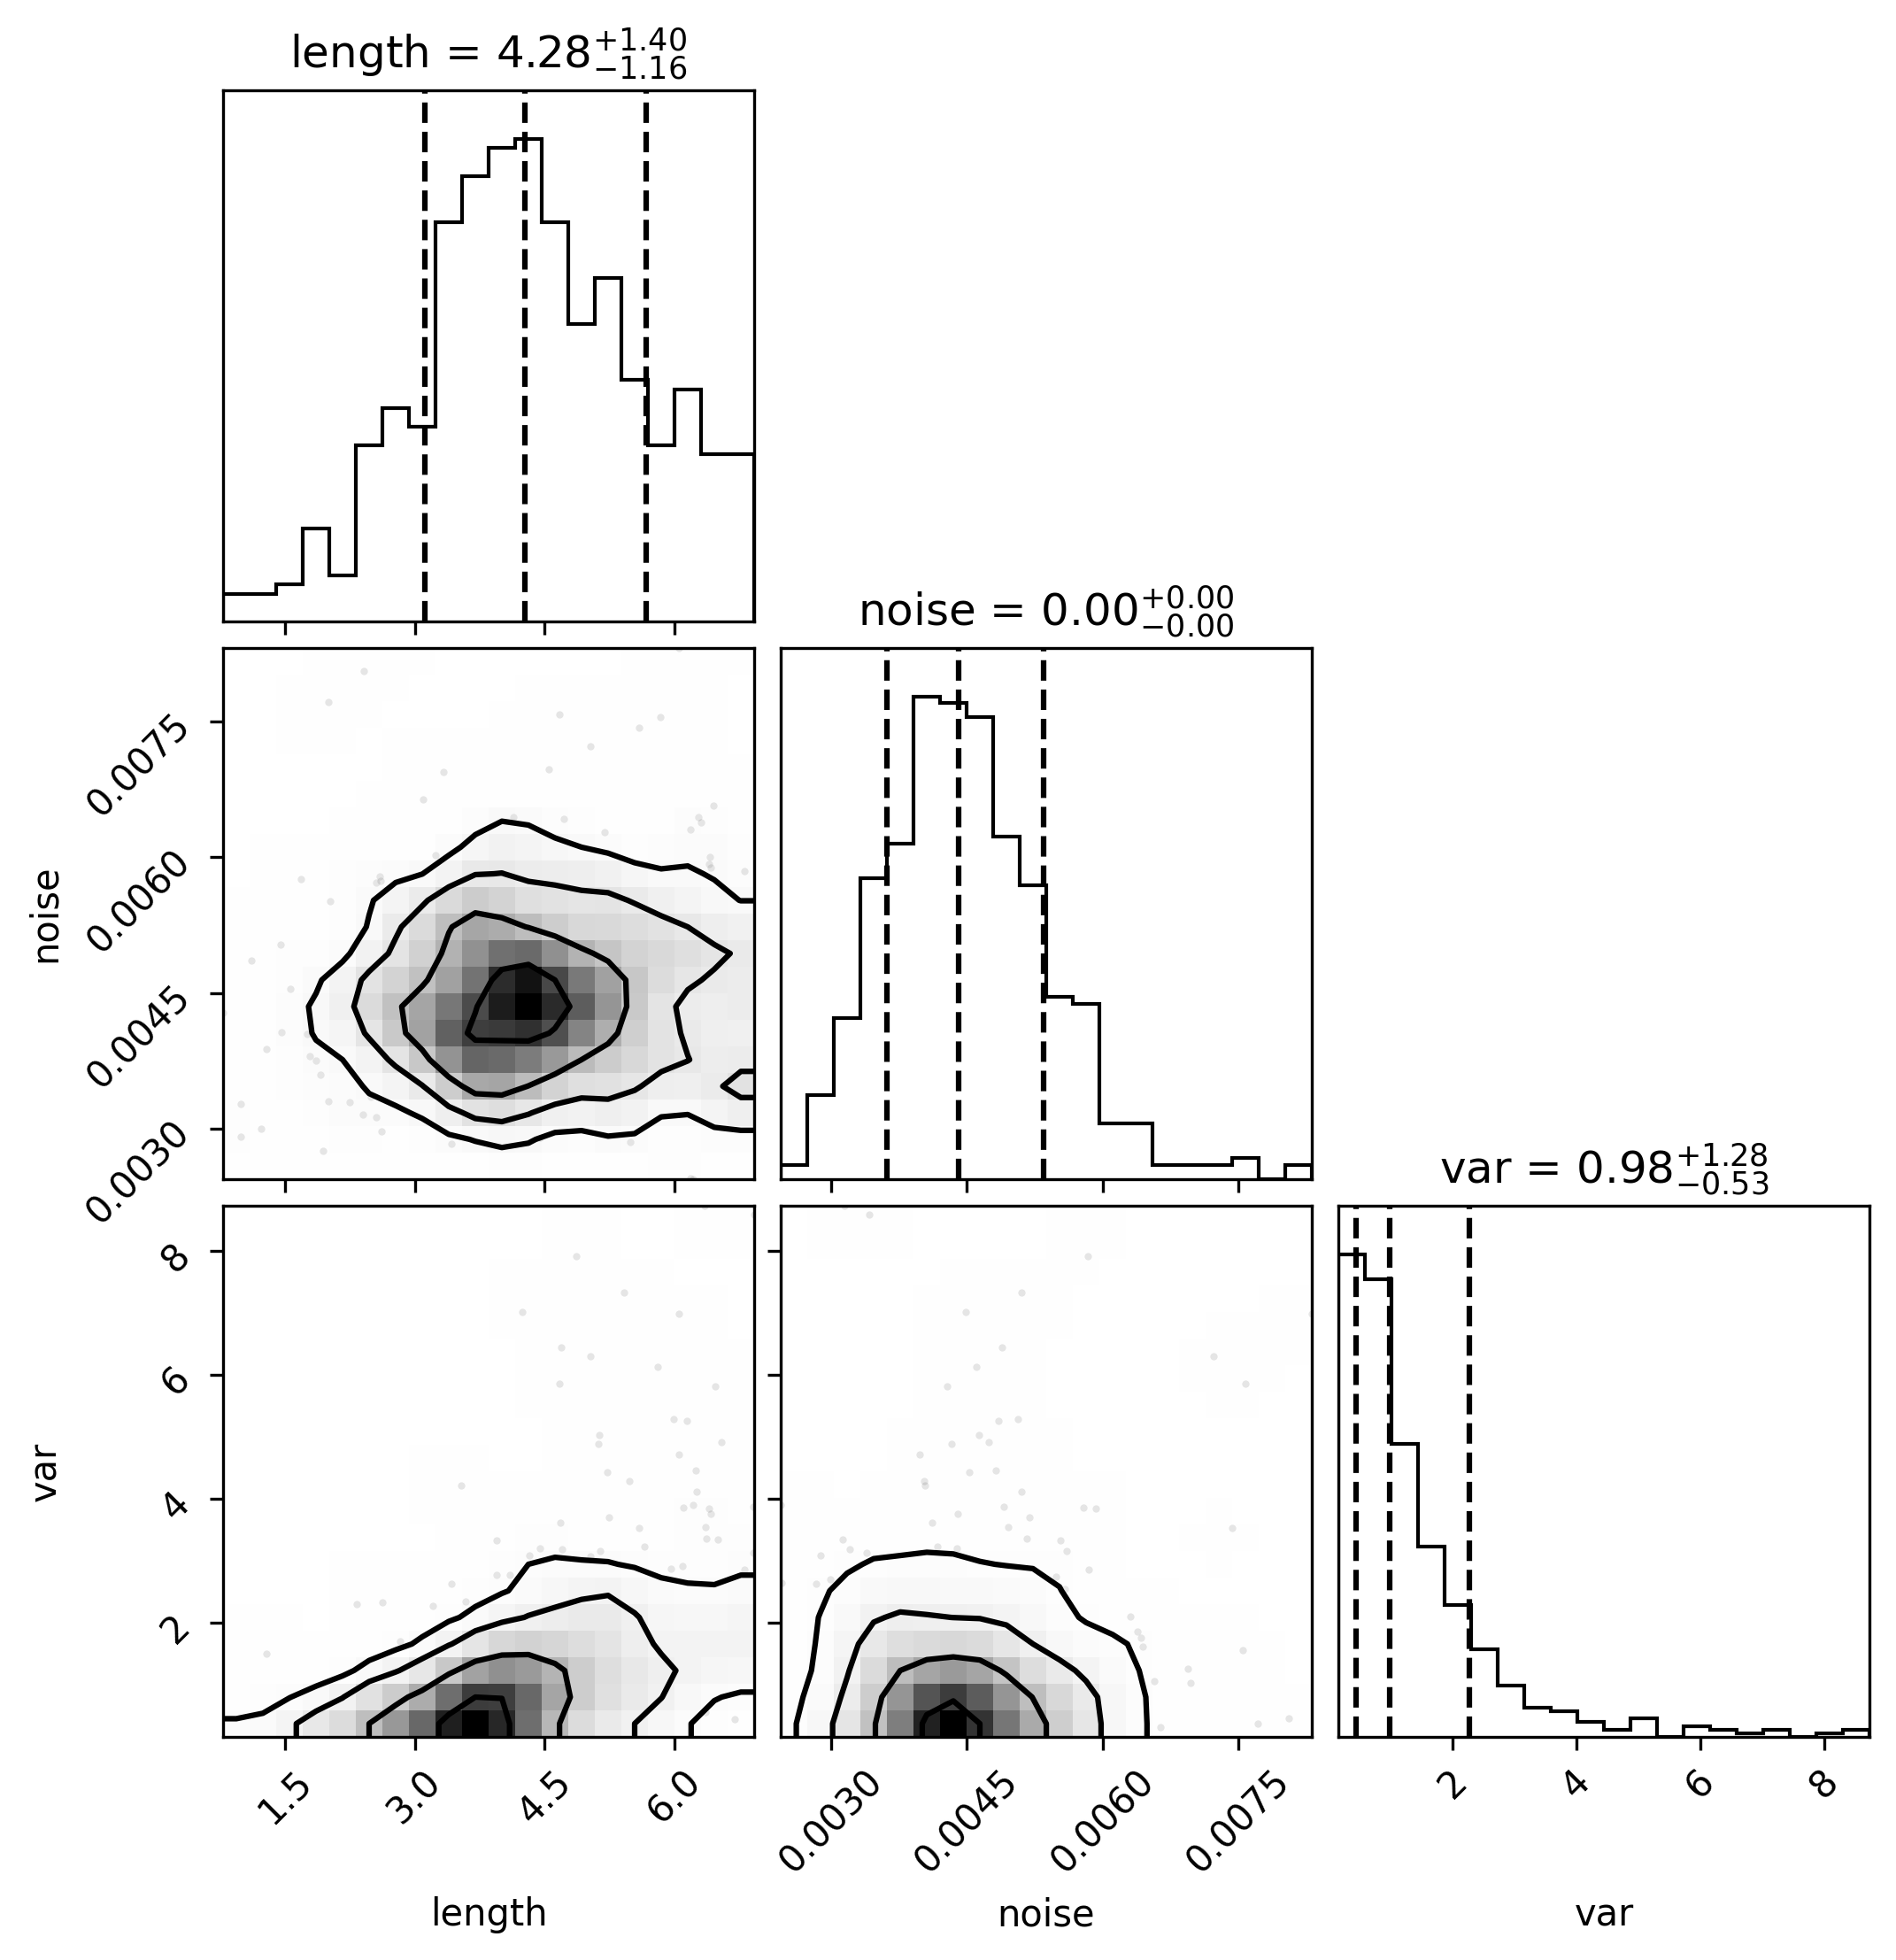 length = 4.28 +1.40 −1.16
noise = 0.00 +0.00 −0.00
0.0075
0.0060
0.0045
0.0030
noise
var = 0.98 +1.28 −0.53
8
6
4
2
var
1.5 3.0 4.5 6.0 0.0030 0.0045 0.0060 0.0075 2 4 6 8
length noise var